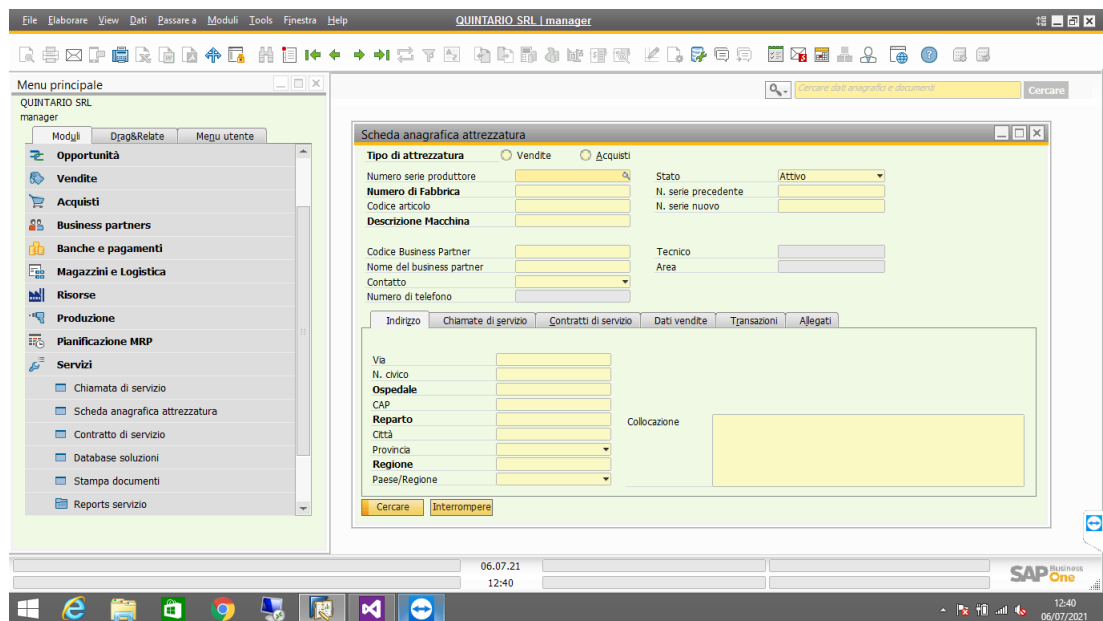 File Elaborare View Dati Passare a Moduli Tools Finestra Help
QUINTARIO SRL | manager
Menu principale
QUINTARIO SRL
manager
Moduli Drag&Relate Menu utente
Opportunità
Vendite
Acquisti
Business partners
Banche e pagamenti
Magazzini e Logistica
Risorse
Produzione
Pianificazione MRP
Servizi
Chiamata di servizio
Scheda anagrafica attrezzatura
Contratto di servizio
Database soluzioni
Stampa documenti
Reports servizio
Cercare dati anagrafici e documenti
Cercare
Scheda anagrafica attrezzatura
Tipo di attrezzatura Vendite Acquisti
Numero serie produttore Stato Attivo
Numero di Fabbrica N. serie precedente
Codice articolo N. serie nuovo
Descrizione Macchina
Codice Business Partner Tecnico
Nome del business partner Area
Contatto
Numero di telefono
Indirizzo Chiamate di servizio Contratti di servizio Dati vendite Transazioni Allegati
Via
N. civico
Ospedale
CAP
Reparto
Collocazione
Città
Provincia
Regione
Paese/Regione
Cercare Interrompere
06.07.21
12:40
SAP Business One
12:40
06/07/2021